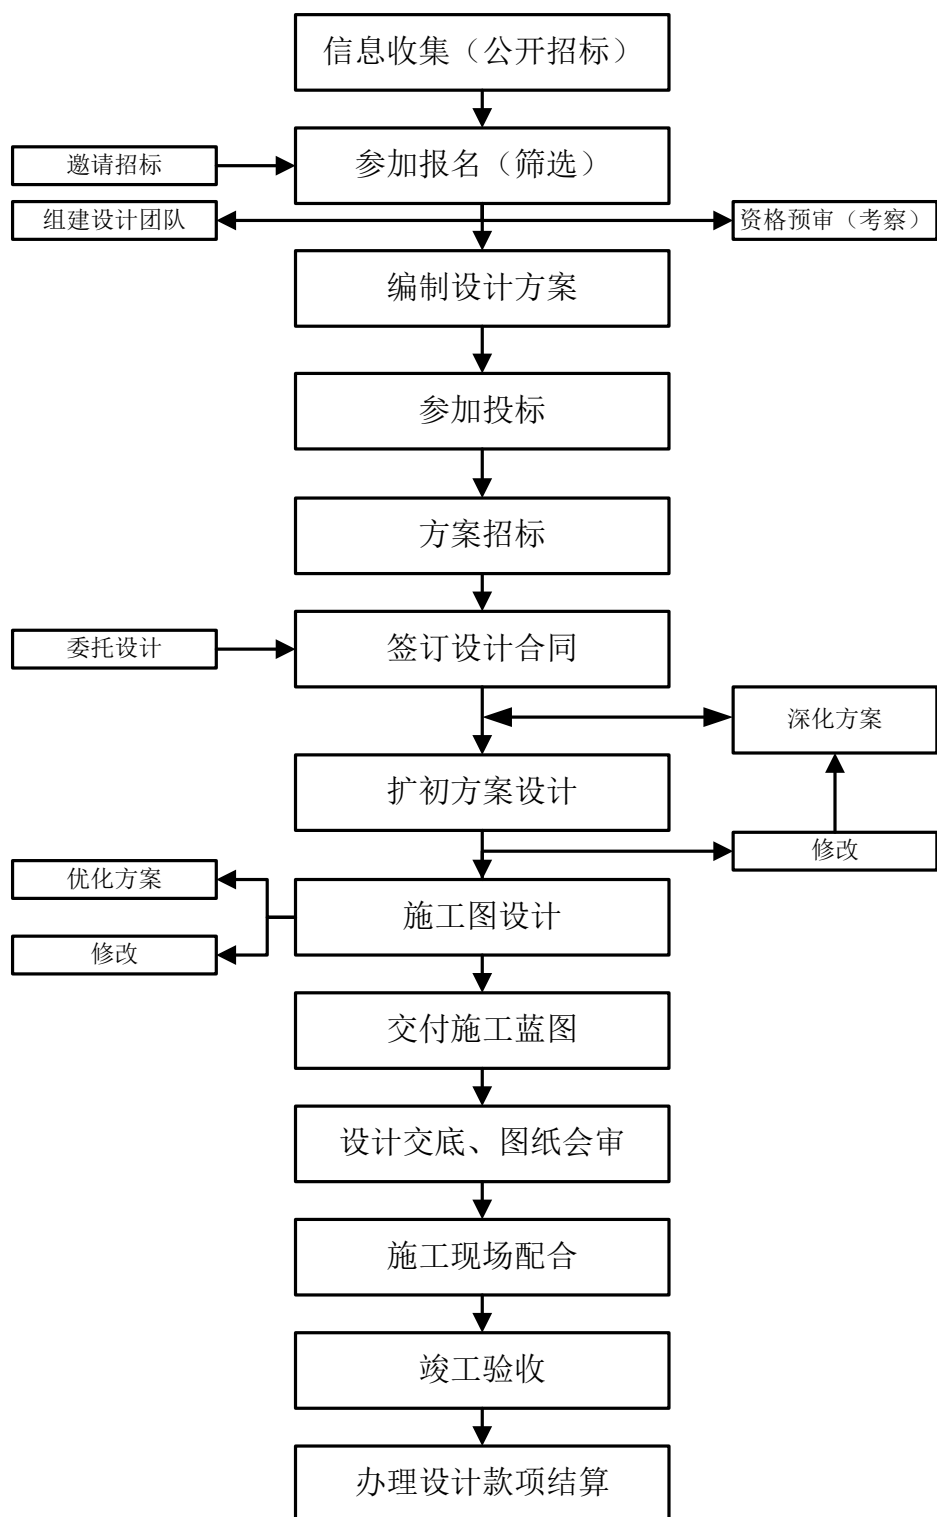 信息收集（公开招标）
邀请招标
参加报名（筛选）
组建设计团队
资格预审（考察）
编制设计方案
参加投标
方案招标
委托设计
签订设计合同
深化方案
扩初方案设计
修改
优化方案
施工图设计
修改
交付施工蓝图
设计交底、图纸会审
施工现场配合
竣工验收
办理设计款项结算